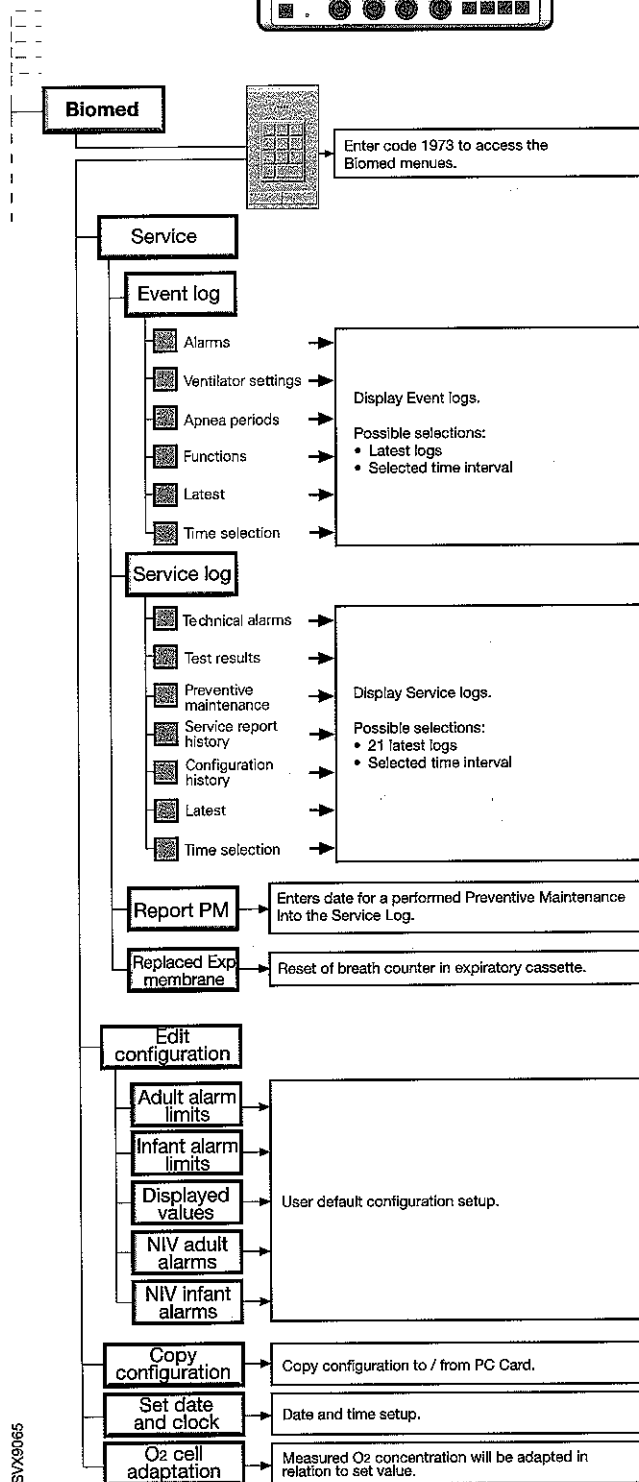 Biomed
Enter code 1973 to access the
Biomed menues.
Service
Event log
Alarms
Ventilator settings
Apnea periods
Functions
Latest
Time selection
Display Event logs.
Possible selections:
• Latest logs
• Selected time interval
Service log
Technical alarms
Test results
Preventive
maintenance
Service report
history
Configuration
history
Latest
Time selection
Display Service logs.
Possible selections:
• 21 latest logs
• Selected time interval
Report PM
Enters date for a performed Preventive Maintenance
Into the Service Log.
Replaced Exp
membrane
Reset of breath counter in expiratory cassette.
Edit
configuration
Adult alarm
limits
Infant alarm
limits
Displayed
values
NIV adult
alarms
NIV infant
alarms
User default configuration setup.
Copy
configuration
Copy configuration to / from PC Card.
Set date
and clock
Date and time setup.
O2 cell
adaptation
Measured O2 concentration will be adapted in
relation to set value.
SVX9065